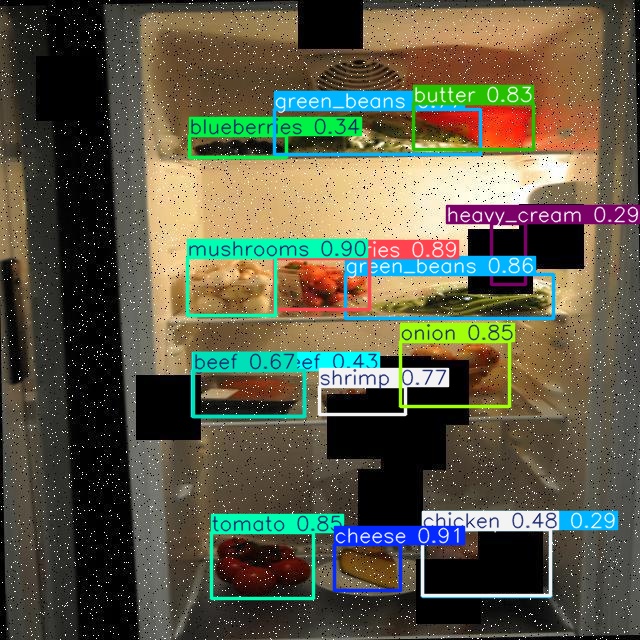 butter 0.83
green_beans
blueberries 0.34
heavy_cream 0.29
mushrooms 0.90
ries 0.89
green_beans 0.86
onion 0.85
beef 0.67
ef 0.43
shrimp 0.77
chicken 0.48
0.29
tomato 0.85
cheese 0.91